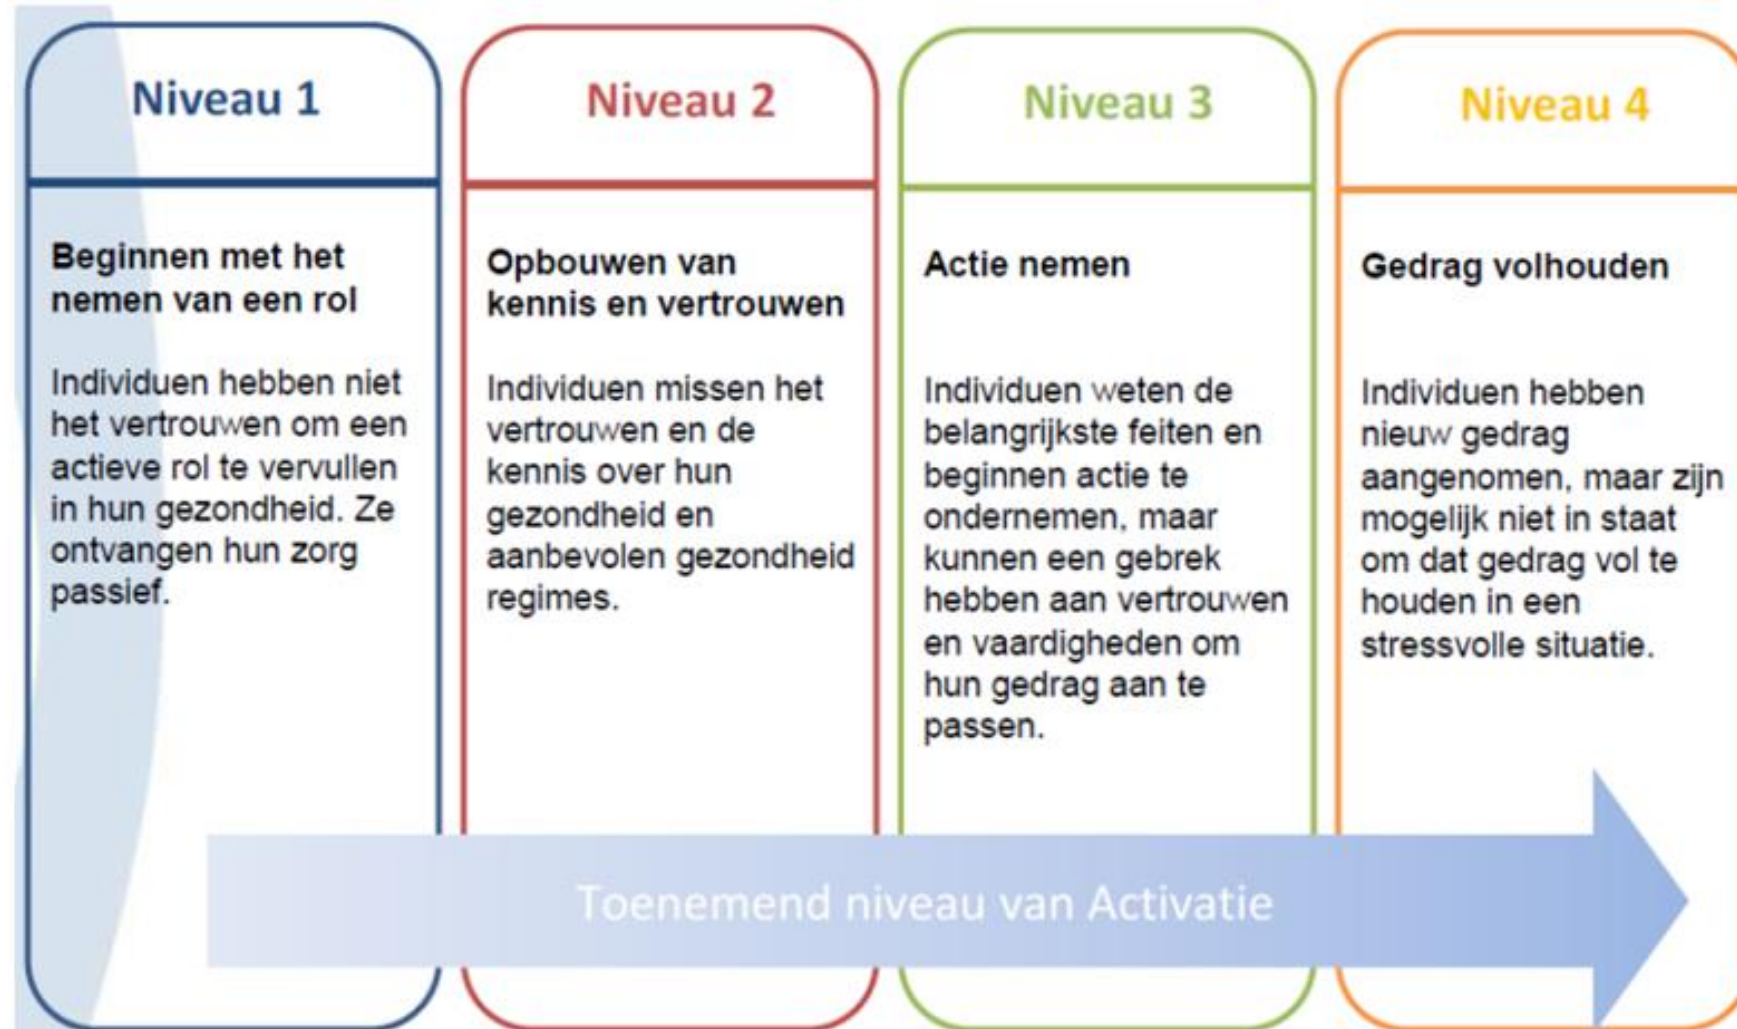 Niveau 1
Beginnen met het
nemen van een rol
Individuen hebben niet
het vertrouwen om een
actieve rol te vervullen
in hun gezondheid. Ze
ontvangen hun zorg
passief.
Niveau 2
Opbouwen van
kennis en vertrouwen
Individuen missen het
vertrouwen en de
kennis over hun
gezondheid en
aanbevolen gezondheid
regimes.
Niveau 3
Actie nemen
Individuen weten de
belangrijkste feiten en
beginnen actie te
ondernemen, maar
kunnen een gebrek
hebben aan vertrouwen
en vaardigheden om
hun gedrag aan te
passen.
Niveau 4
Gedrag volhouden
Individuen hebben
nieuw gedrag
aangenomen, maar zijn
mogelijk niet in staat
om dat gedrag vol te
houden in een
stressvolle situatie.
Toenemend niveau van Activatie